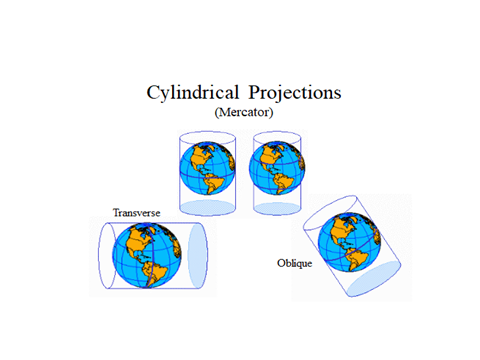 Cylindrical Projections
(Mercator)
Transverse
Oblique